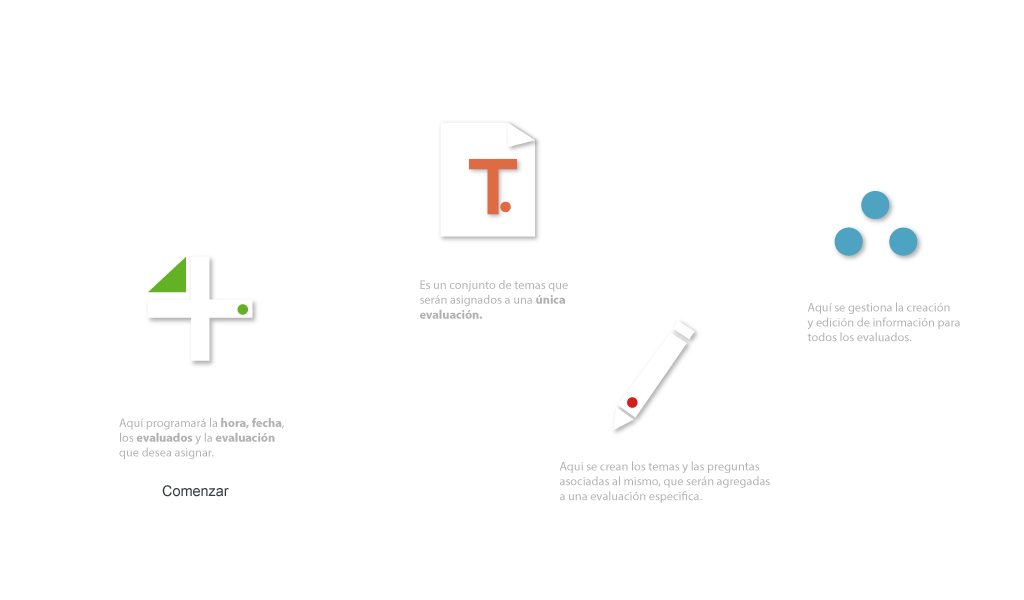 T.
Es un conjunto de temas que
serán asignados a una única
evaluación.
Aquí se gestiona la creación
y edición de información para
todos los evaluados.
Aquí programará la hora, fecha,
los evaluados y la evaluación
que desea asignar.
Comenzar
Aqui se crean los temas y las preguntas
asociadas al mismo, que serán agregadas
a una evaluación especifica.